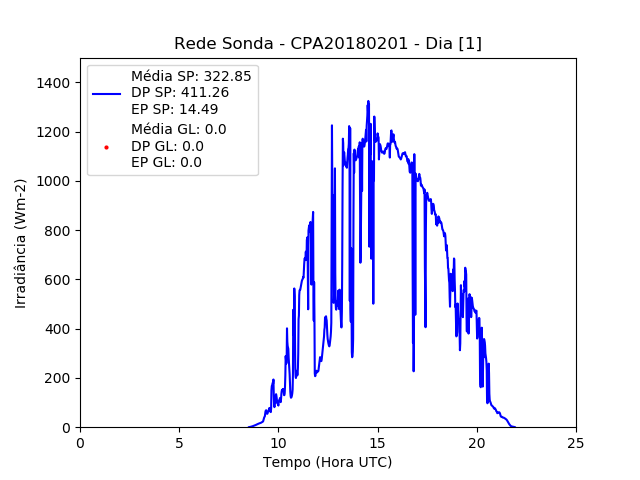 Rede Sonda - CPA20180201 - Dia [1]
Média SP: 322.85
DP SP: 411.26
EP SP: 14.49
Média GL: 0.0
DP GL: 0.0
EP GL: 0.0
Irradiância (Wm-2)
1400
1200
1000
800
600
400
200
0
0 5 10 15 20 25
Tempo (Hora UTC)